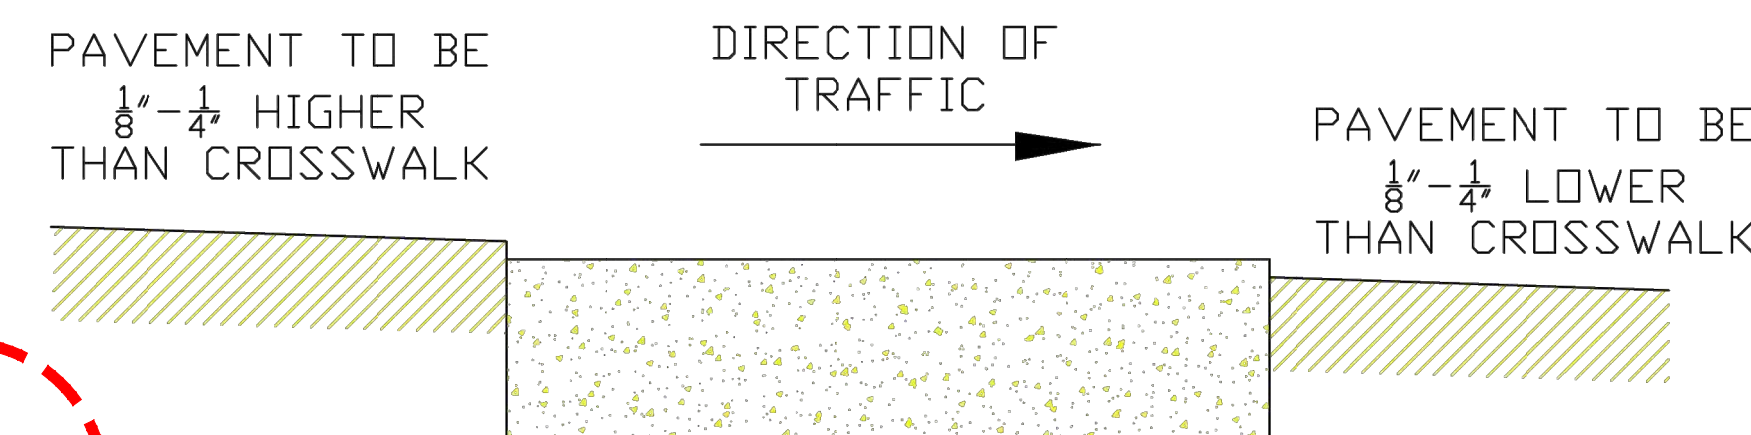 PAVEMENT TO BE
1/8"-1/4" HIGHER
THAN CROSSWALK
DIRECTION OF
TRAFFIC
PAVEMENT TO BE
1/8"-1/4" LOWER
THAN CROSSWALK